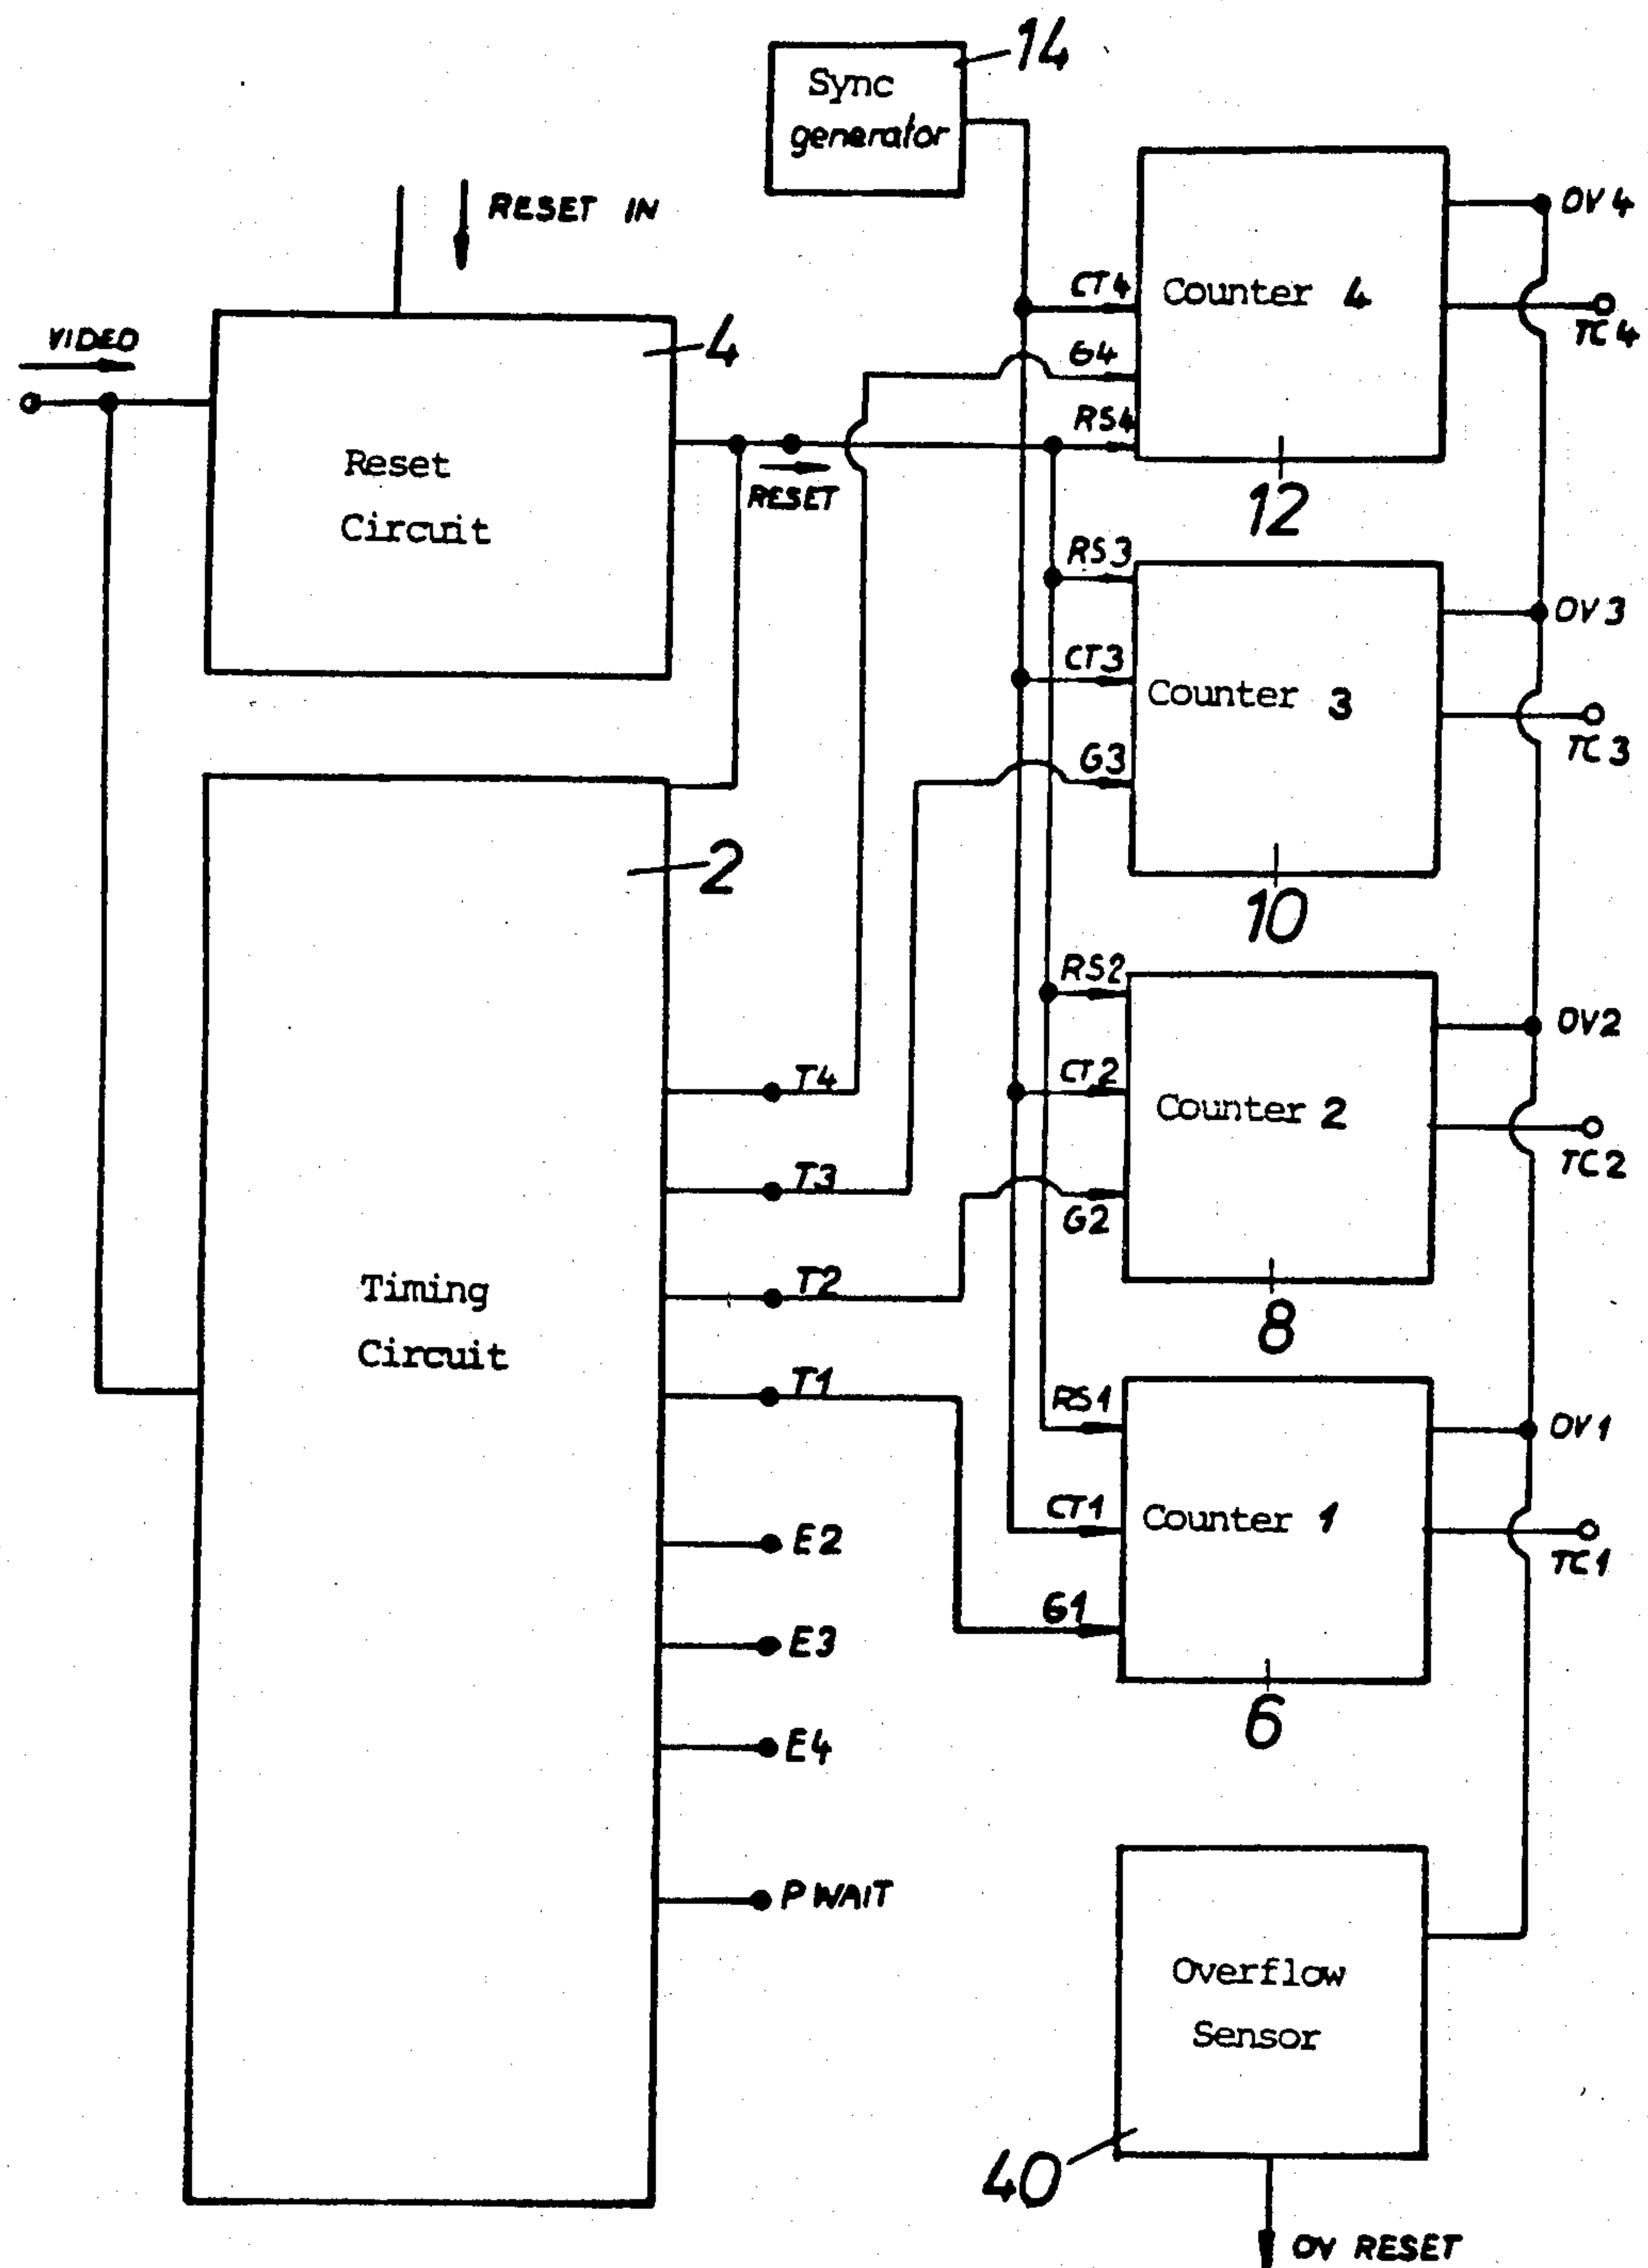 14
Sync
generator
RESET IN
VIDEO
4
Reset
Circuit
RESET
CT4
G4
RS4
Counter 4
OV4
TC4
12
RS3
CT3
G3
Counter 3
OV3
TC3
10
2
Timing
Circuit
T4
T3
T2
T1
E2
E3
E4
P WAIT
RS2
CT2
G2
Counter 2
OV2
TC2
8
RS1
CT1
G1
Counter 1
OV1
TC1
6
Overflow
Sensor
40
OV RESET